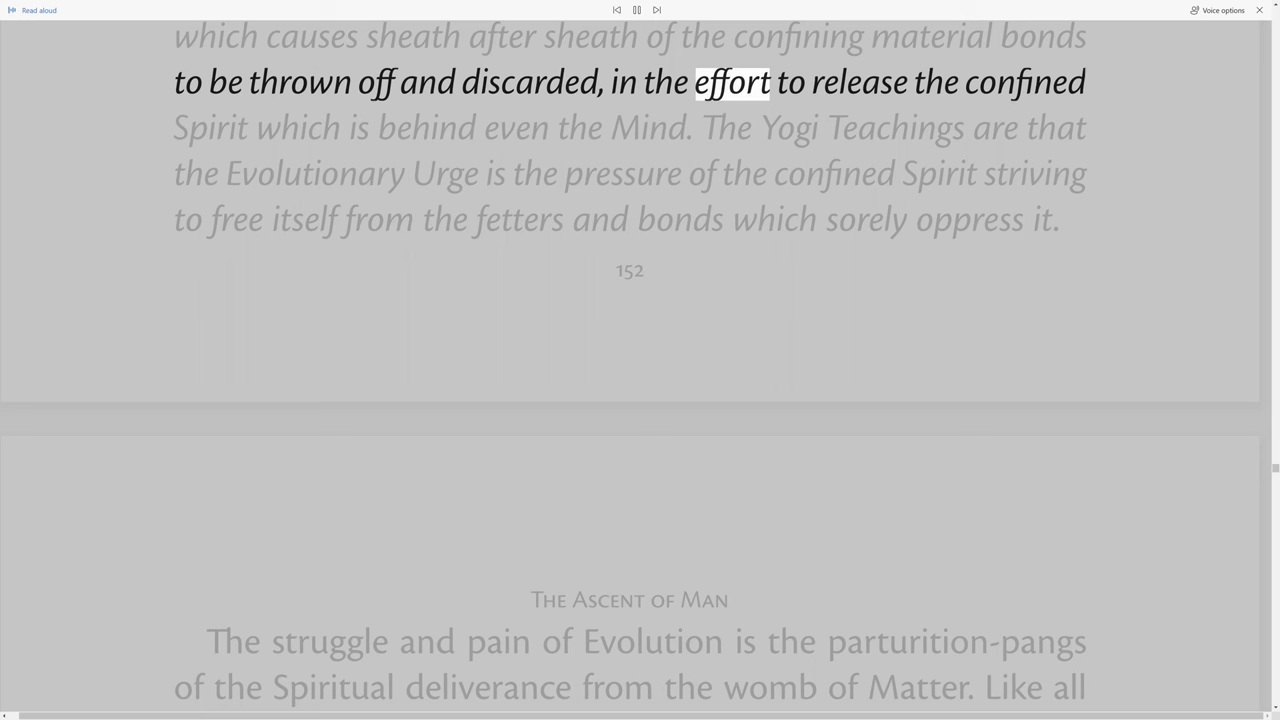 Read aloud
Voice options
which causes sheath after sheath of the confining material bonds
to be thrown off and discarded, in the effort to release the confined
Spirit which is behind even the Mind. The Yogi Teachings are that
the Evolutionary Urge is the pressure of the confined Spirit striving
to free itself from the fetters and bonds which sorely oppress it.
152
The Ascent of Man
The struggle and pain of Evolution is the parturition-pangs
of the Spiritual deliverance from the womb of Matter. Like all